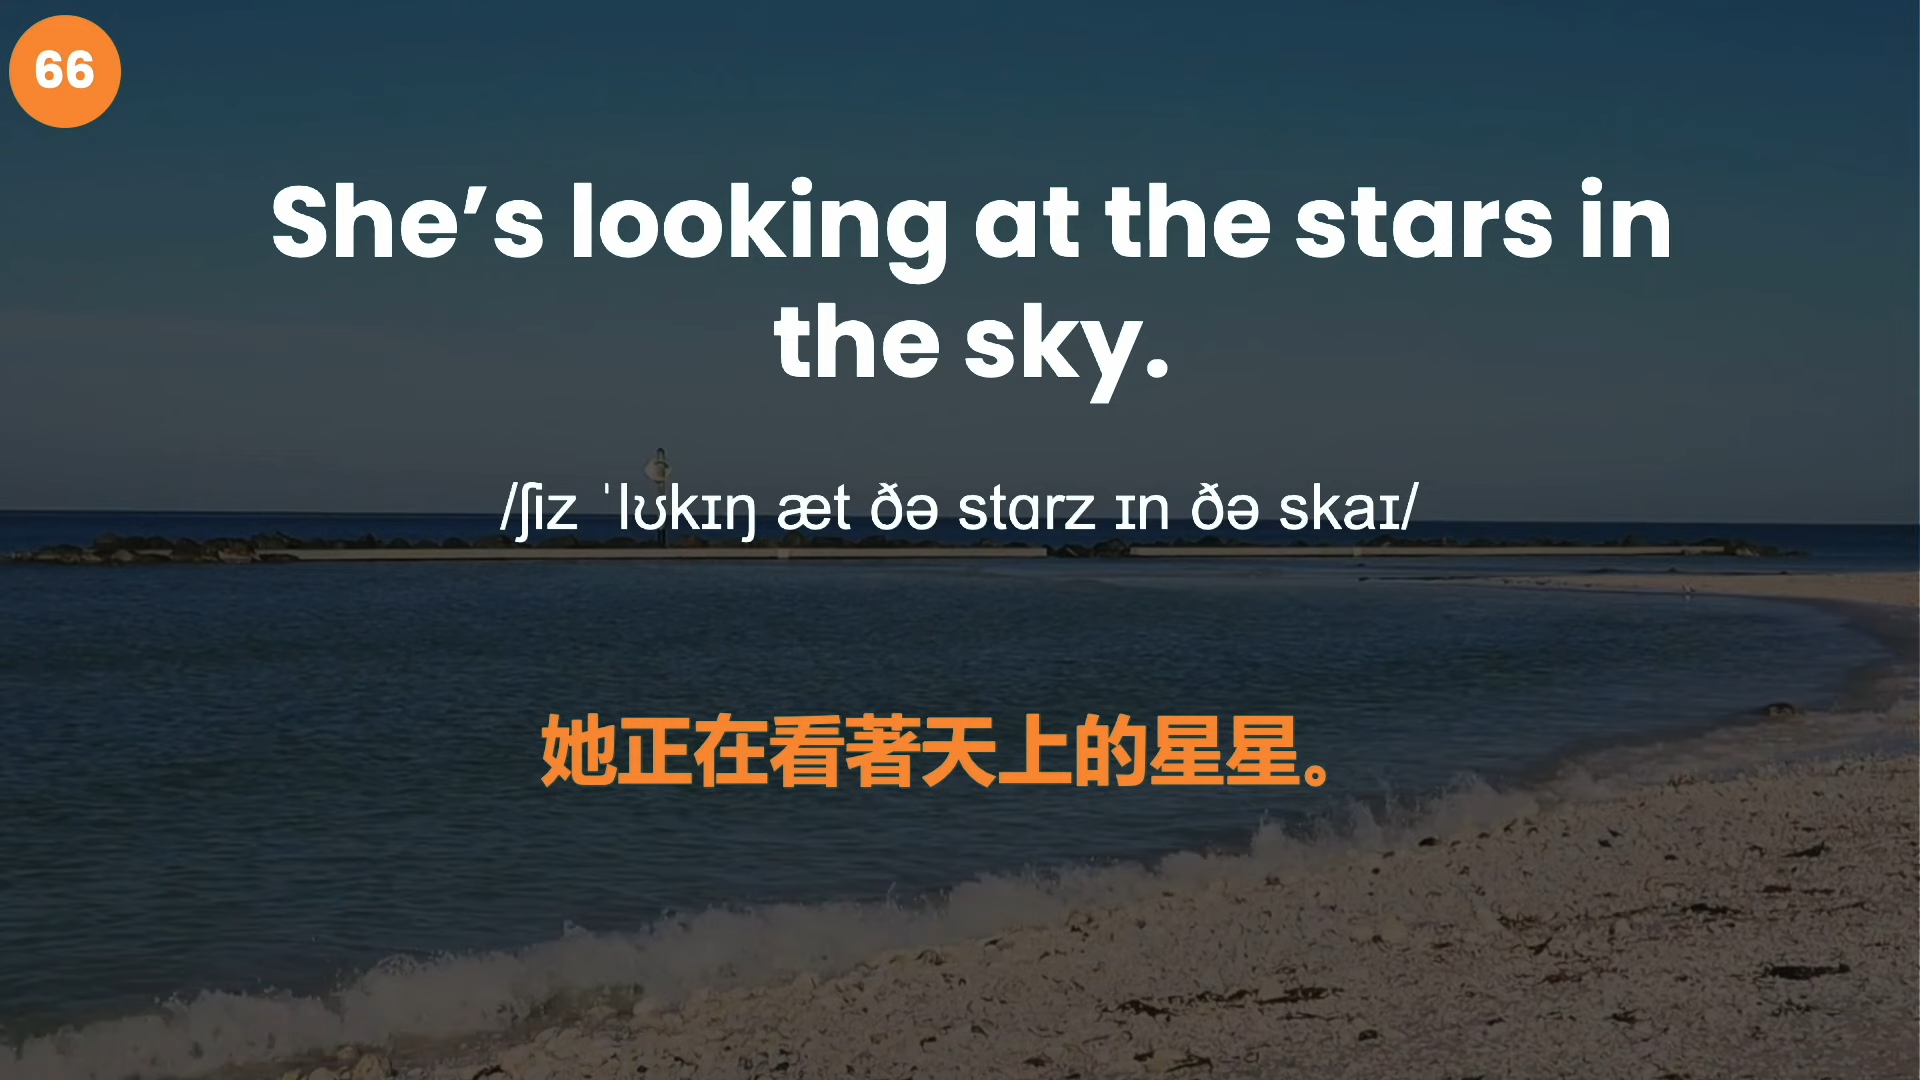 66
She’s looking at the stars in
the sky.
/ʃiz ˈlʊkɪŋ æt ðə stɑrz ɪn ðə skaɪ/
她正在看著天上的星星。